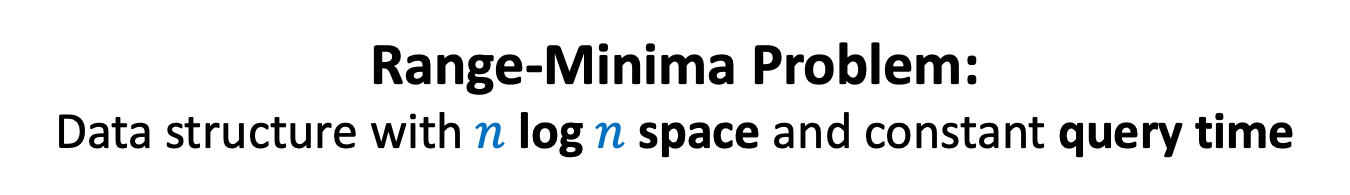 Range-Minima Problem:
Data structure with n log n space and constant query time